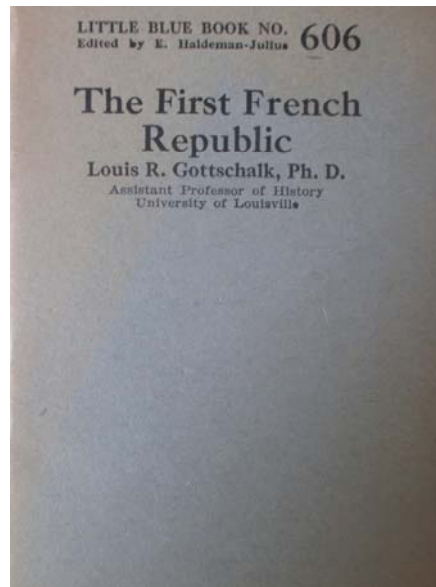 LITTLE BLUE BOOK NO. 606
Edited by E. Haldeman-Julius
The First French
Republic
Louis R. Gottschalk, Ph. D.
Assistant Professor of History
University of Louisville